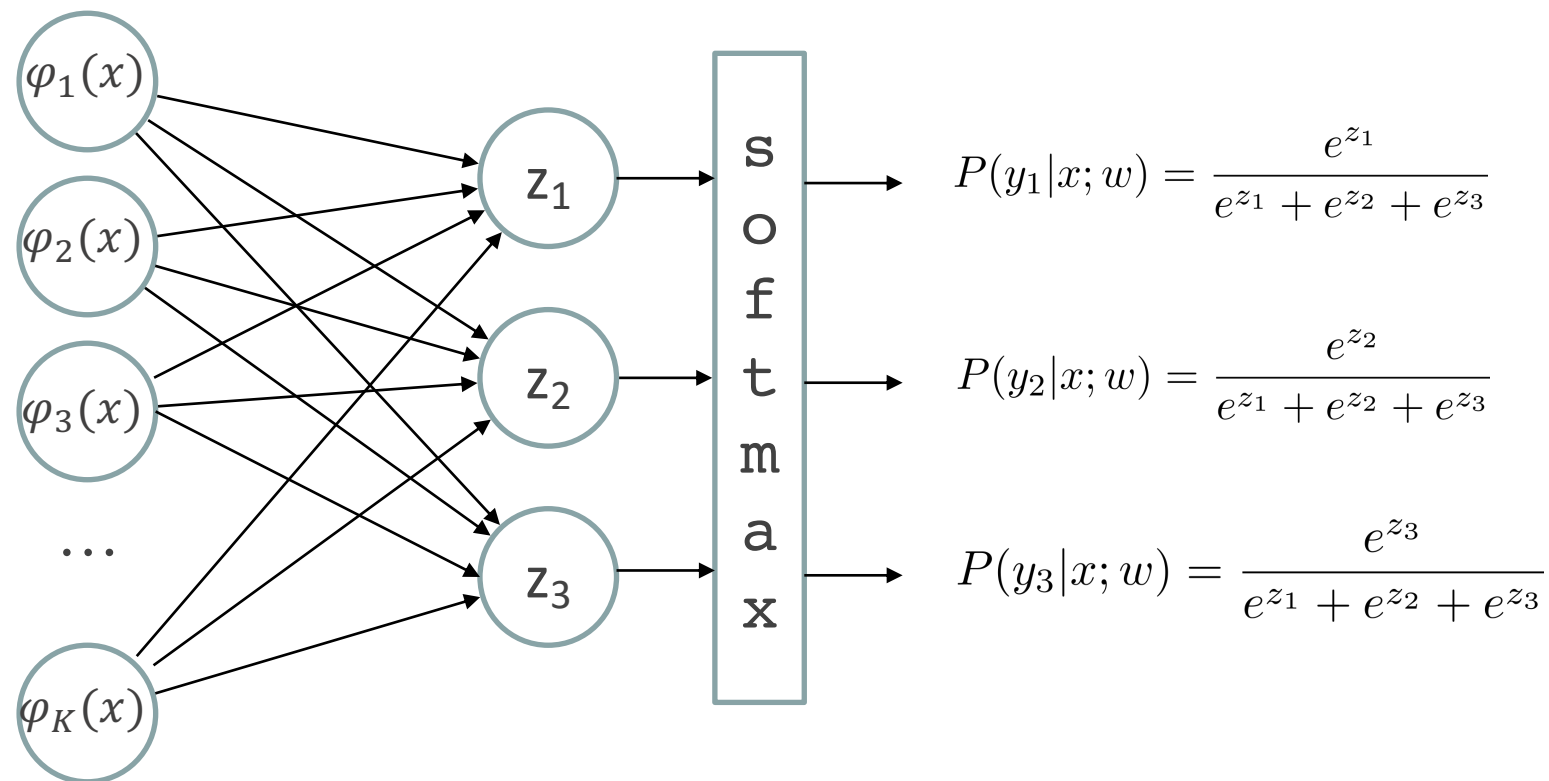 φ₁(x)
φ₂(x)
φ₃(x)
…
φ_K(x)
z₁
z₂
z₃
s
o
f
t
m
a
x
P(y₁|x; w) = e^{z₁} / (e^{z₁} + e^{z₂} + e^{z₃})
P(y₂|x; w) = e^{z₂} / (e^{z₁} + e^{z₂} + e^{z₃})
P(y₃|x; w) = e^{z₃} / (e^{z₁} + e^{z₂} + e^{z₃})